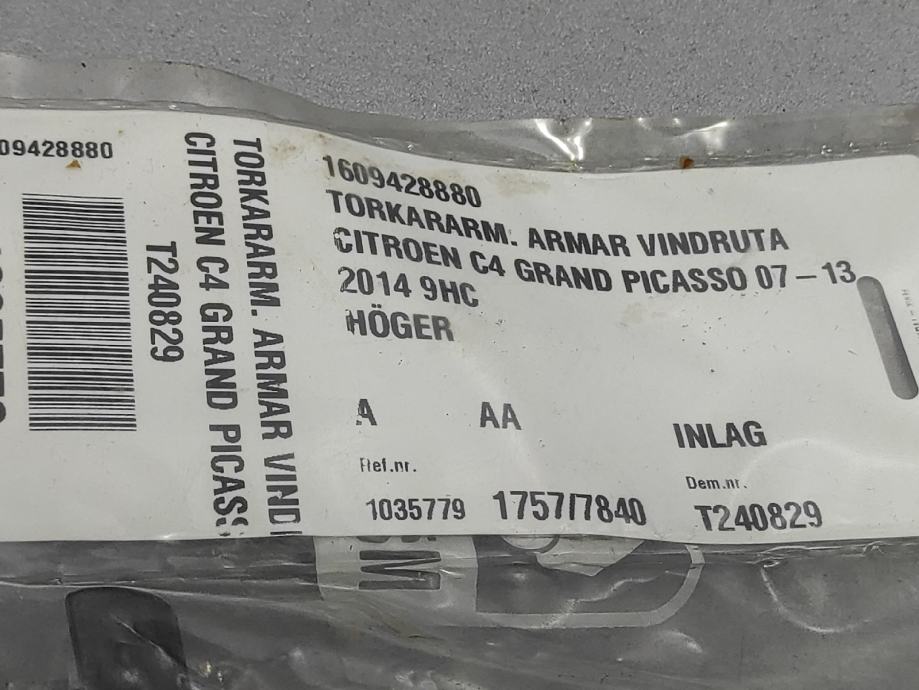 09428880
TORKARARM. ARMAR VIND
CITROEN C4 GRAND PICASS
T240829
1609428880
TORKARARM. ARMAR VINDRUTA
CITROEN C4 GRAND PICASSO 07-13
2014 9HC
HÖGER
A AA INLAG
Ref.nr. Dem.nr.
1035779 1757/7840 T240829